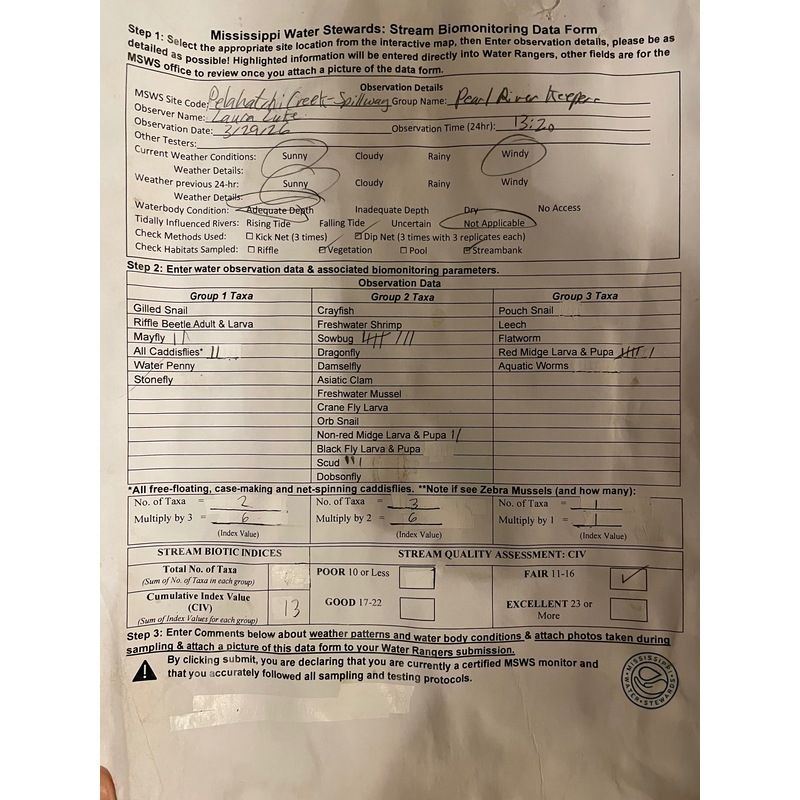 Mississippi Water Stewards: Stream Biomonitoring Data Form
Step 1: Select the appropriate site location from the interactive map, then Enter observation details, please be as
detailed as possible! Highlighted information will be entered directly into Water Rangers, other fields are for the
MSWS office to review once you attach a picture of the data form.
Observation Details
MSWS Site Code: Pelahatchi Creek-Spillway Group Name: Pearl River Keeper
Observer Name: Laura Luke
Observation Date: 3/29/26 Observation Time (24hr): 13:20
Other Testers:
Current Weather Conditions: Sunny Cloudy Rainy Windy
Weather Details:
Weather previous 24-hr: Sunny Cloudy Rainy Windy
Weather Details:
Waterbody Condition: Adequate Depth Inadequate Depth Dry No Access
Tidally Influenced Rivers: Rising Tide Falling Tide Uncertain Not Applicable
Check Methods Used: ☐ Kick Net (3 times) ☑ Dip Net (3 times with 3 replicates each)
Check Habitats Sampled: ☐ Riffle ☑ Vegetation ☐ Pool ☑ Streambank
Step 2: Enter water observation data & associated biomonitoring parameters.
Observation Data
Group 1 Taxa Group 2 Taxa Group 3 Taxa
Gilled Snail Crayfish Pouch Snail
Riffle Beetle Adult & Larva Freshwater Shrimp Leech
Mayfly || Sowbug |||| ||| Flatworm
All Caddisflies* || Dragonfly Red Midge Larva & Pupa |||| |
Water Penny Damselfly Aquatic Worms
Stonefly Asiatic Clam
Freshwater Mussel
Crane Fly Larva
Orb Snail
Non-red Midge Larva & Pupa ||
Black Fly Larva & Pupa
Scud |||
Dobsonfly
*All free-floating, case-making and net-spinning caddisflies. **Note if see Zebra Mussels (and how many):
No. of Taxa = 2 No. of Taxa = 3 No. of Taxa = 1
Multiply by 3 = 6 Multiply by 2 = 6 Multiply by 1 = 1
(Index Value) (Index Value) (Index Value)
STREAM BIOTIC INDICES STREAM QUALITY ASSESSMENT: CIV
Total No. of Taxa
(Sum of No. of Taxa in each group)
POOR 10 or Less FAIR 11-16 ✓
Cumulative Index Value
(CIV)
(Sum of Index Values for each group)
13
GOOD 17-22 EXCELLENT 23 or
More
Step 3: Enter Comments below about weather patterns and water body conditions & attach photos taken during
sampling & attach a picture of this data form to your Water Rangers submission.
By clicking submit, you are declaring that you are currently a certified MSWS monitor and
that you accurately followed all sampling and testing protocols.
MISSISSIPPI
WATER STEWARDS